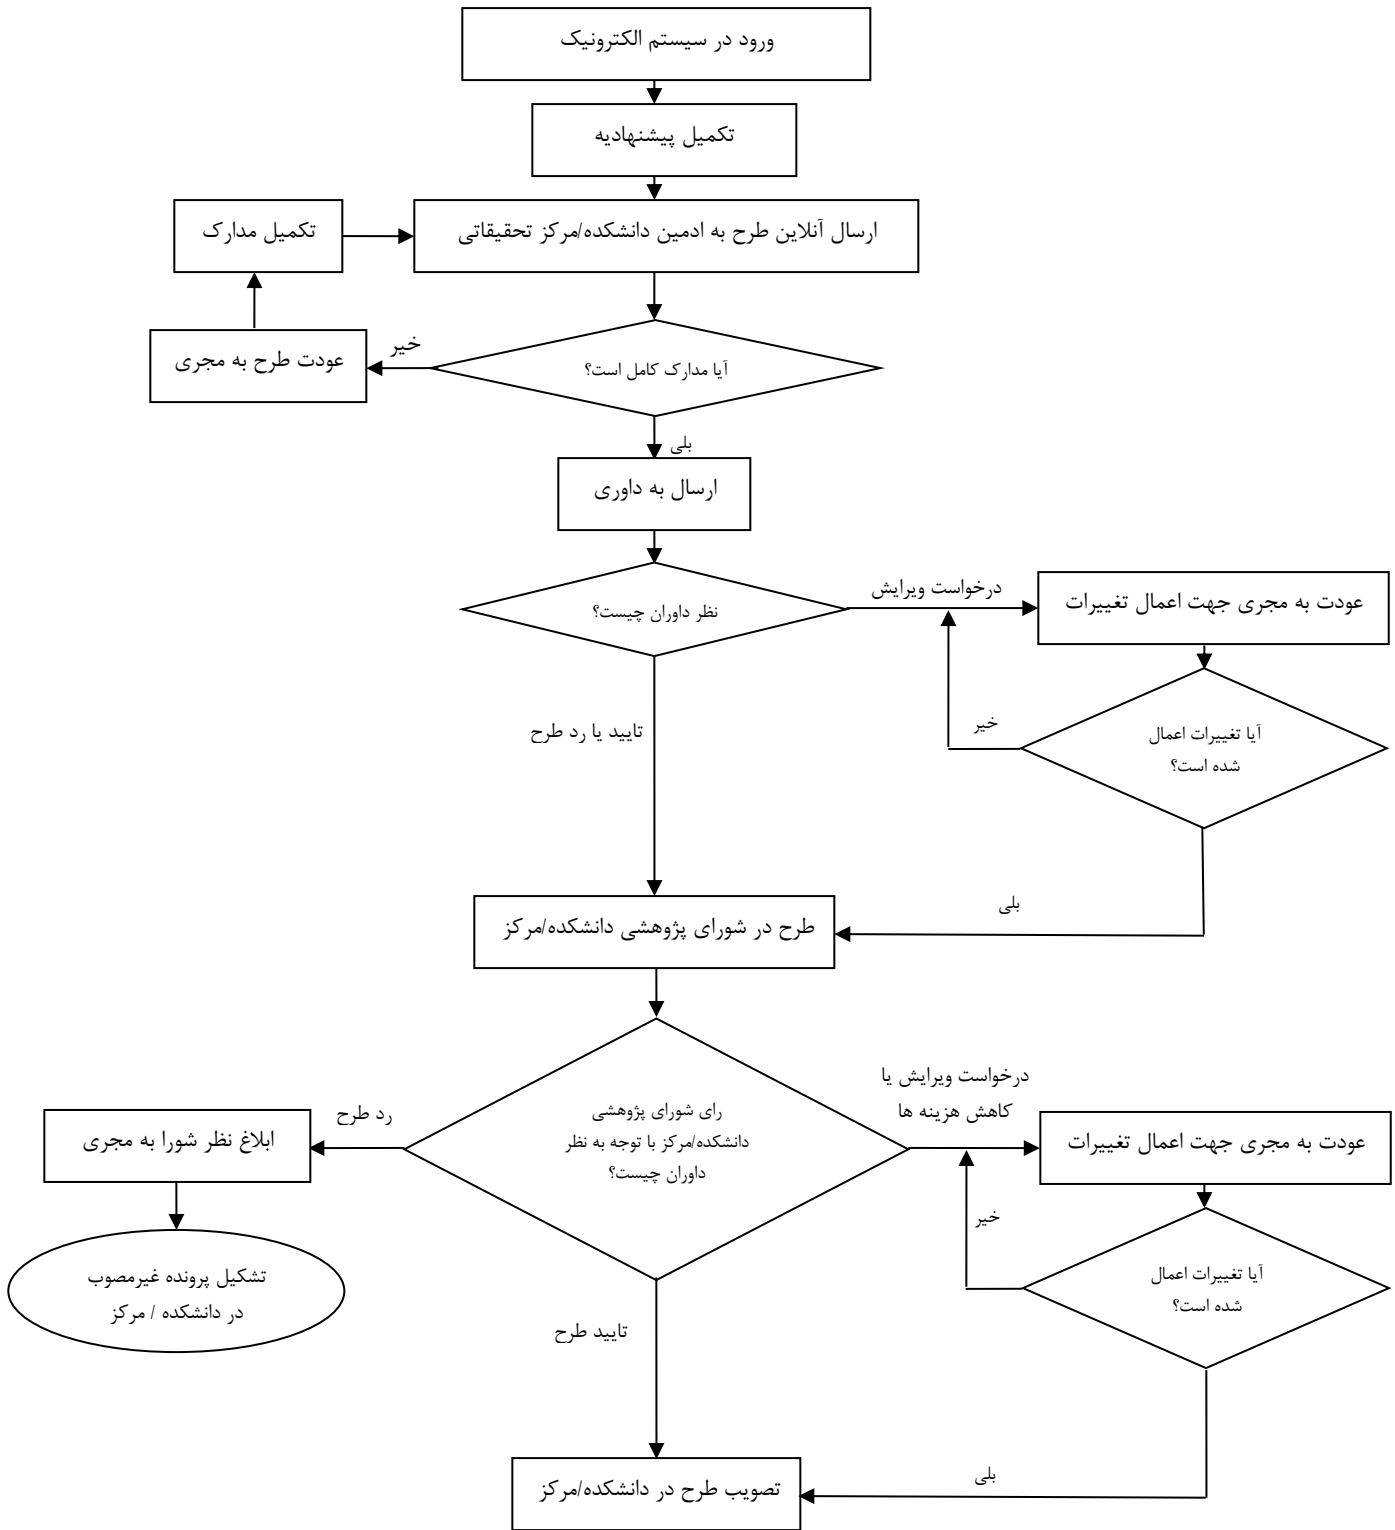 ورود در سیستم الکترونیک
تکمیل پیشنهادیه
ارسال آنلاین طرح به ادمین دانشکده/مرکز تحقیقاتی
تکمیل مدارک
عودت طرح به مجری
خیر
آیا مدارک کامل است؟
بلی
ارسال به داوری
نظر داوران چیست؟
درخواست ویرایش
عودت به مجری جهت اعمال تغییرات
خیر
آیا تغییرات اعمال
شده است؟
تایید یا رد طرح
بلی
طرح در شورای پژوهشی دانشکده/مرکز
درخواست ویرایش یا
کاهش هزینه ها
عودت به مجری جهت اعمال تغییرات
رای شورای پژوهشی
دانشکده/مرکز با توجه به نظر
داوران چیست؟
رد طرح
ابلاغ نظر شورا به مجری
خیر
آیا تغییرات اعمال
شده است؟
تشکیل پرونده غیرمصوب
در دانشکده / مرکز
تایید طرح
بلی
تصویب طرح در دانشکده/مرکز